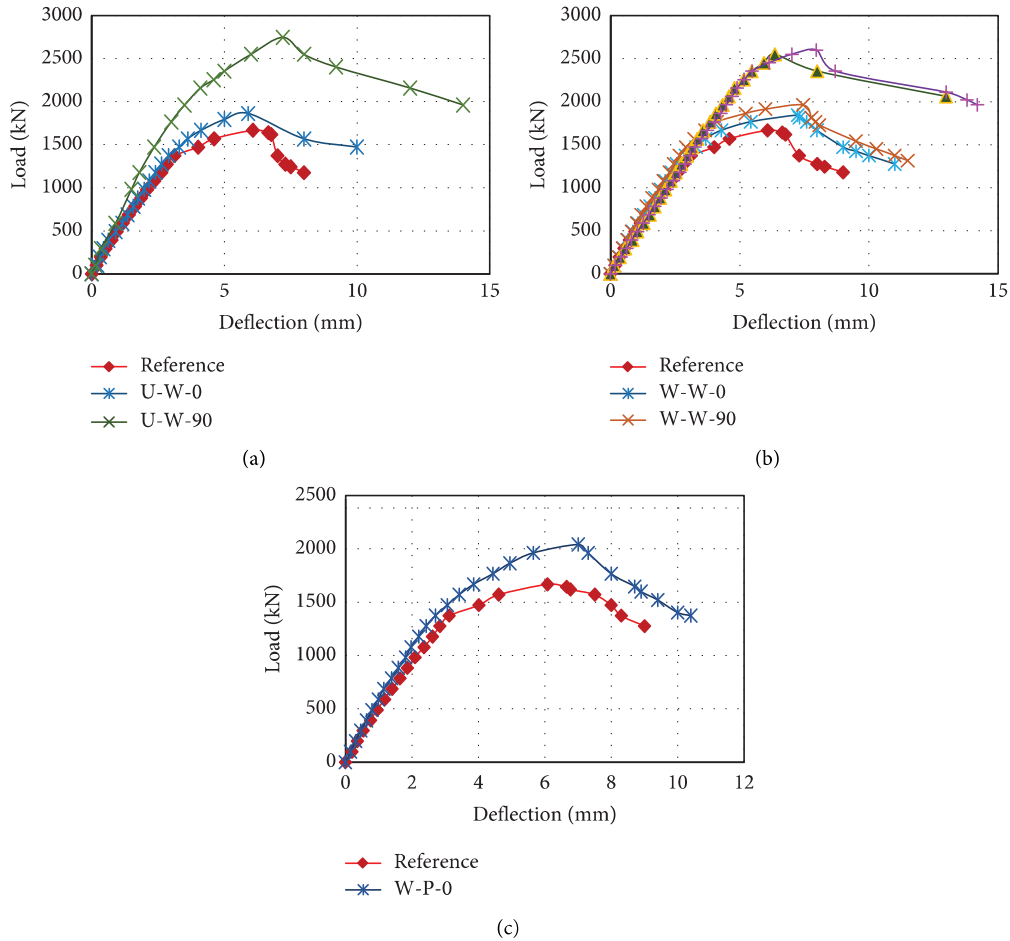 3000
2500
2000
1500
1000
500
0
Load (kN)
0 5 10 15
Deflection (mm)
Reference
U-W-0
U-W-90
(a)
3000
2500
2000
1500
1000
500
0
Load (kN)
0 5 10 15
Deflection (mm)
Reference
W-W-0
W-W-90
(b)
2500
2000
1500
1000
500
0
Load (kN)
0 2 4 6 8 10 12
Deflection (mm)
Reference
W-P-0
(c)